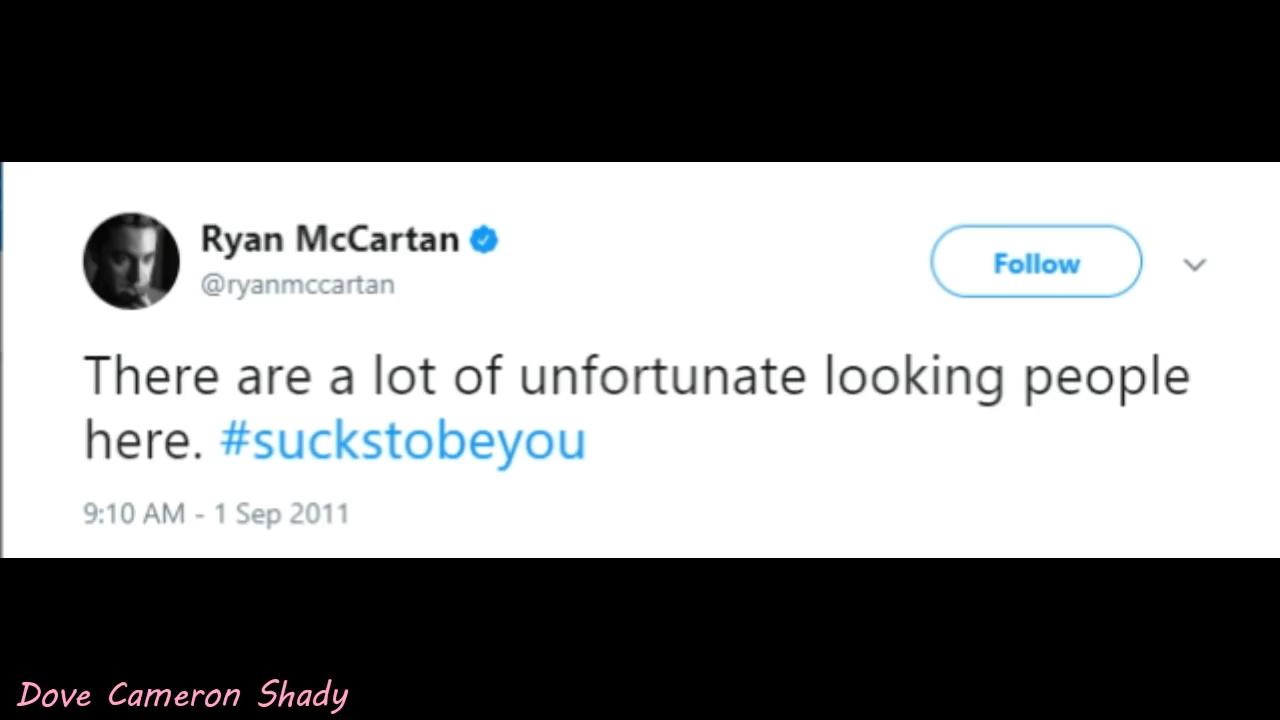 Ryan McCartan
@ryanmccartan
Follow
There are a lot of unfortunate looking people
here. #suckstobeyou
9:10 AM - 1 Sep 2011
Dove Cameron Shady